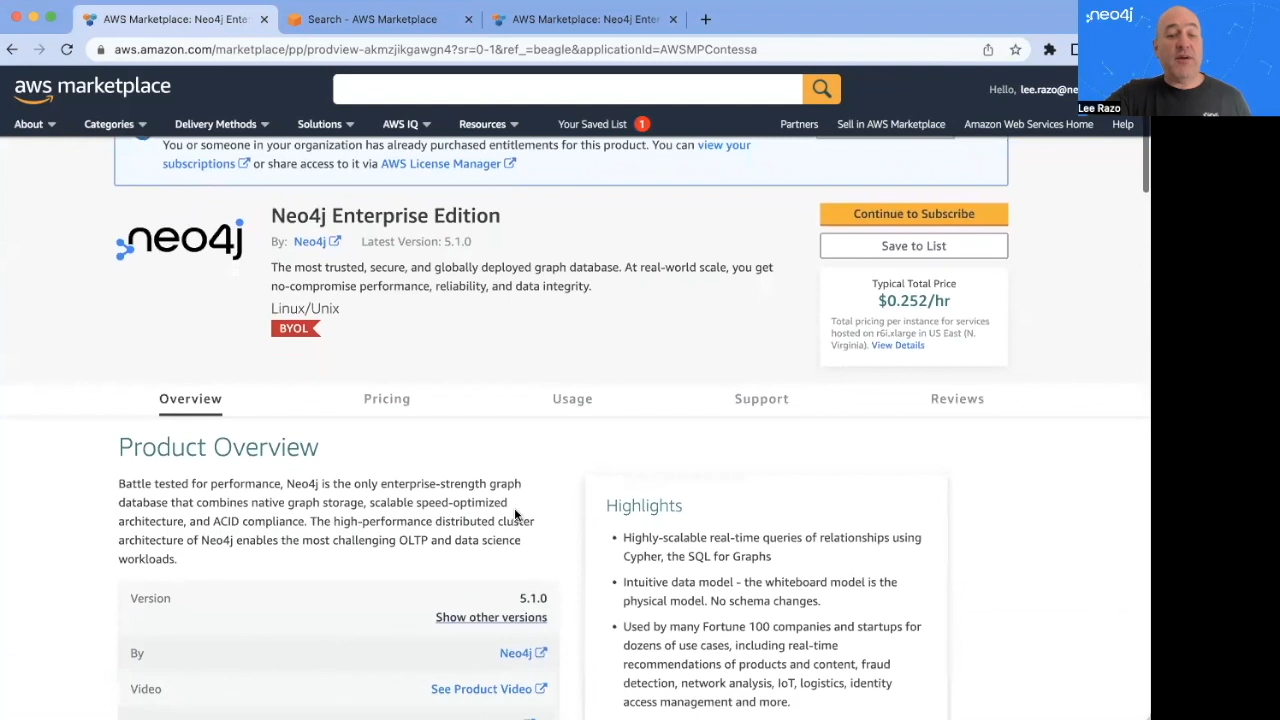 AWS Marketplace: Neo4j Enter
Search - AWS Marketplace
AWS Marketplace: Neo4j Enter
aws.amazon.com/marketplace/pp/prodview-akmzjikgawgn4?sr=0-1&ref_=beagle&applicationId=AWSMPContessa
neo4j
Lee Razo
aws marketplace
Hello, lee.razo@ne
About
Categories
Delivery Methods
Solutions
AWS IQ
Resources
Your Saved List 1
Partners
Sell in AWS Marketplace
Amazon Web Services Home
Help
You or someone in your organization has already purchased entitlements for this product. You can view your
subscriptions or share access to it via AWS License Manager
neo4j
Neo4j Enterprise Edition
By: Neo4j Latest Version: 5.1.0
The most trusted, secure, and globally deployed graph database. At real-world scale, you get
no-compromise performance, reliability, and data integrity.
Linux/Unix
BYOL
Continue to Subscribe
Save to List
Typical Total Price
$0.252/hr
Total pricing per instance for services
hosted on r6i.xlarge in US East (N.
Virginia). View Details
Overview
Pricing
Usage
Support
Reviews
Product Overview
Battle tested for performance, Neo4j is the only enterprise-strength graph
database that combines native graph storage, scalable speed-optimized
architecture, and ACID compliance. The high-performance distributed cluster
architecture of Neo4j enables the most challenging OLTP and data science
workloads.
Version 5.1.0
Show other versions
By Neo4j
Video See Product Video
Highlights
• Highly-scalable real-time queries of relationships using
Cypher, the SQL for Graphs
• Intuitive data model - the whiteboard model is the
physical model. No schema changes.
• Used by many Fortune 100 companies and startups for
dozens of use cases, including real-time
recommendations of products and content, fraud
detection, network analysis, IoT, logistics, identity
access management and more.